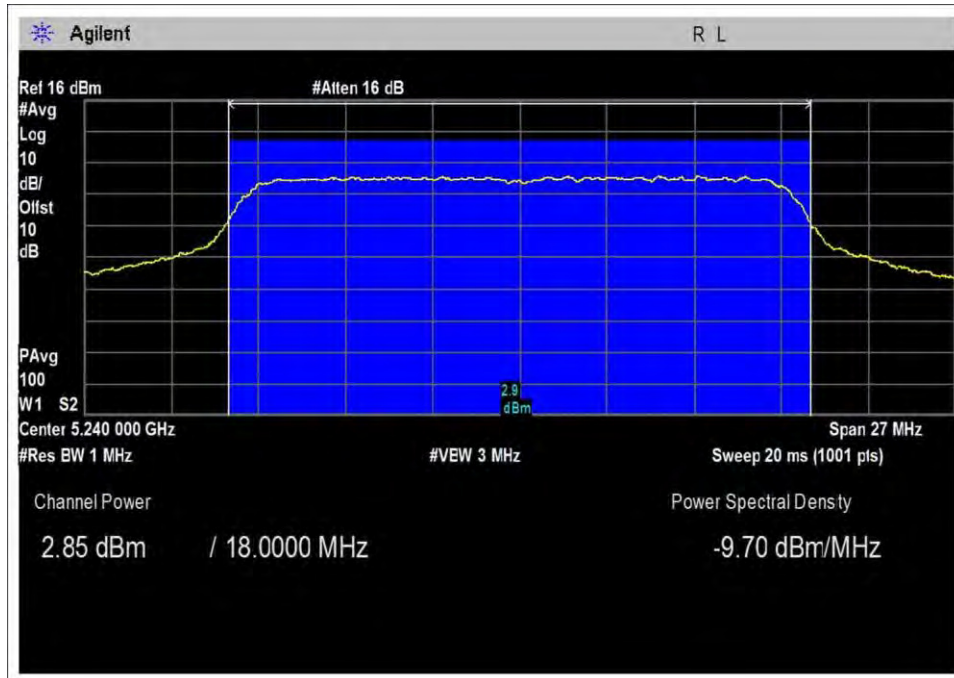 Agilent R L
Ref 16 dBm #Atten 16 dB
#Avg
Log
10
dB/
Offst
10
dB
2.9
dBm
PAvg
100
W1 S2
Center 5.240 000 GHz Span 27 MHz
#Res BW 1 MHz #VBW 3 MHz Sweep 20 ms (1001 pts)
Channel Power Power Spectral Density
2.85 dBm / 18.0000 MHz -9.70 dBm/MHz